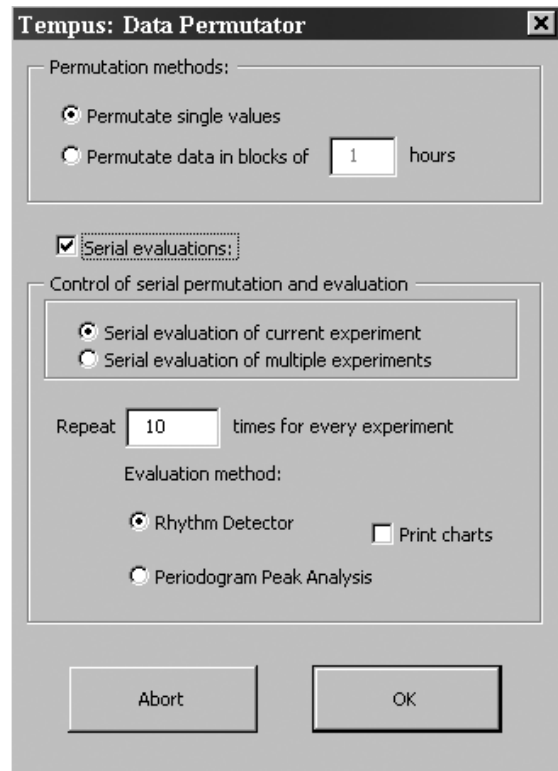 Tempus: Data Permutator
Permutation methods:
Permutate single values
Permutate data in blocks of 1 hours
Serial evaluations:
Control of serial permutation and evaluation
Serial evaluation of current experiment
Serial evaluation of multiple experiments
Repeat 10 times for every experiment
Evaluation method:
Rhythm Detector
Print charts
Periodogram Peak Analysis
Abort OK